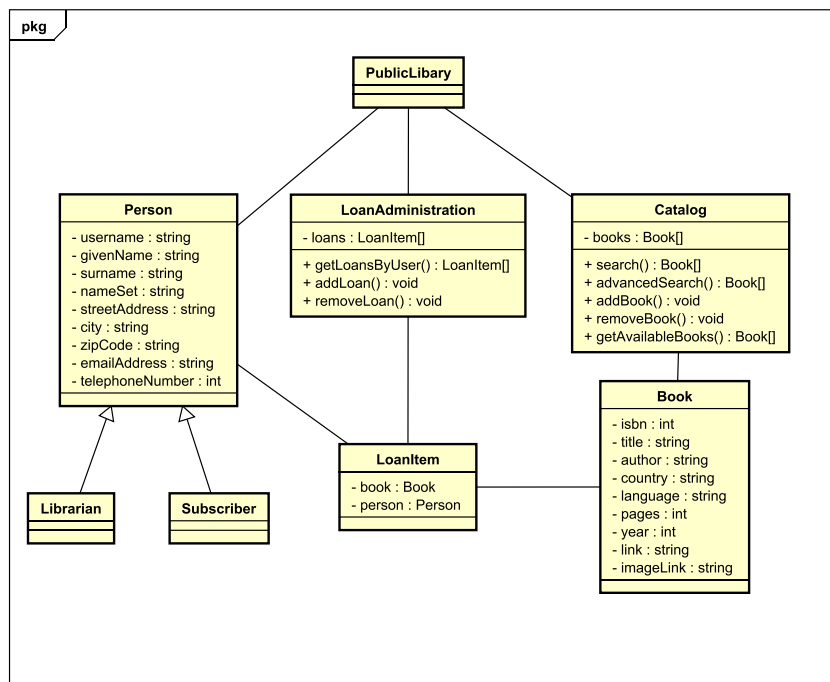 pkg
PublicLibary
Person
- username : string
- givenName : string
- surname : string
- nameSet : string
- streetAddress : string
- city : string
- zipCode : string
- emailAddress : string
- telephoneNumber : int
LoanAdministration
- loans : LoanItem[]
+ getLoansByUser() : LoanItem[]
+ addLoan() : void
+ removeLoan() : void
Catalog
- books : Book[]
+ search() : Book[]
+ advancedSearch() : Book[]
+ addBook() : void
+ removeBook() : void
+ getAvailableBooks() : Book[]
Librarian
Subscriber
LoanItem
- book : Book
- person : Person
Book
- isbn : int
- title : string
- author : string
- country : string
- language : string
- pages : int
- year : int
- link : string
- imageLink : string